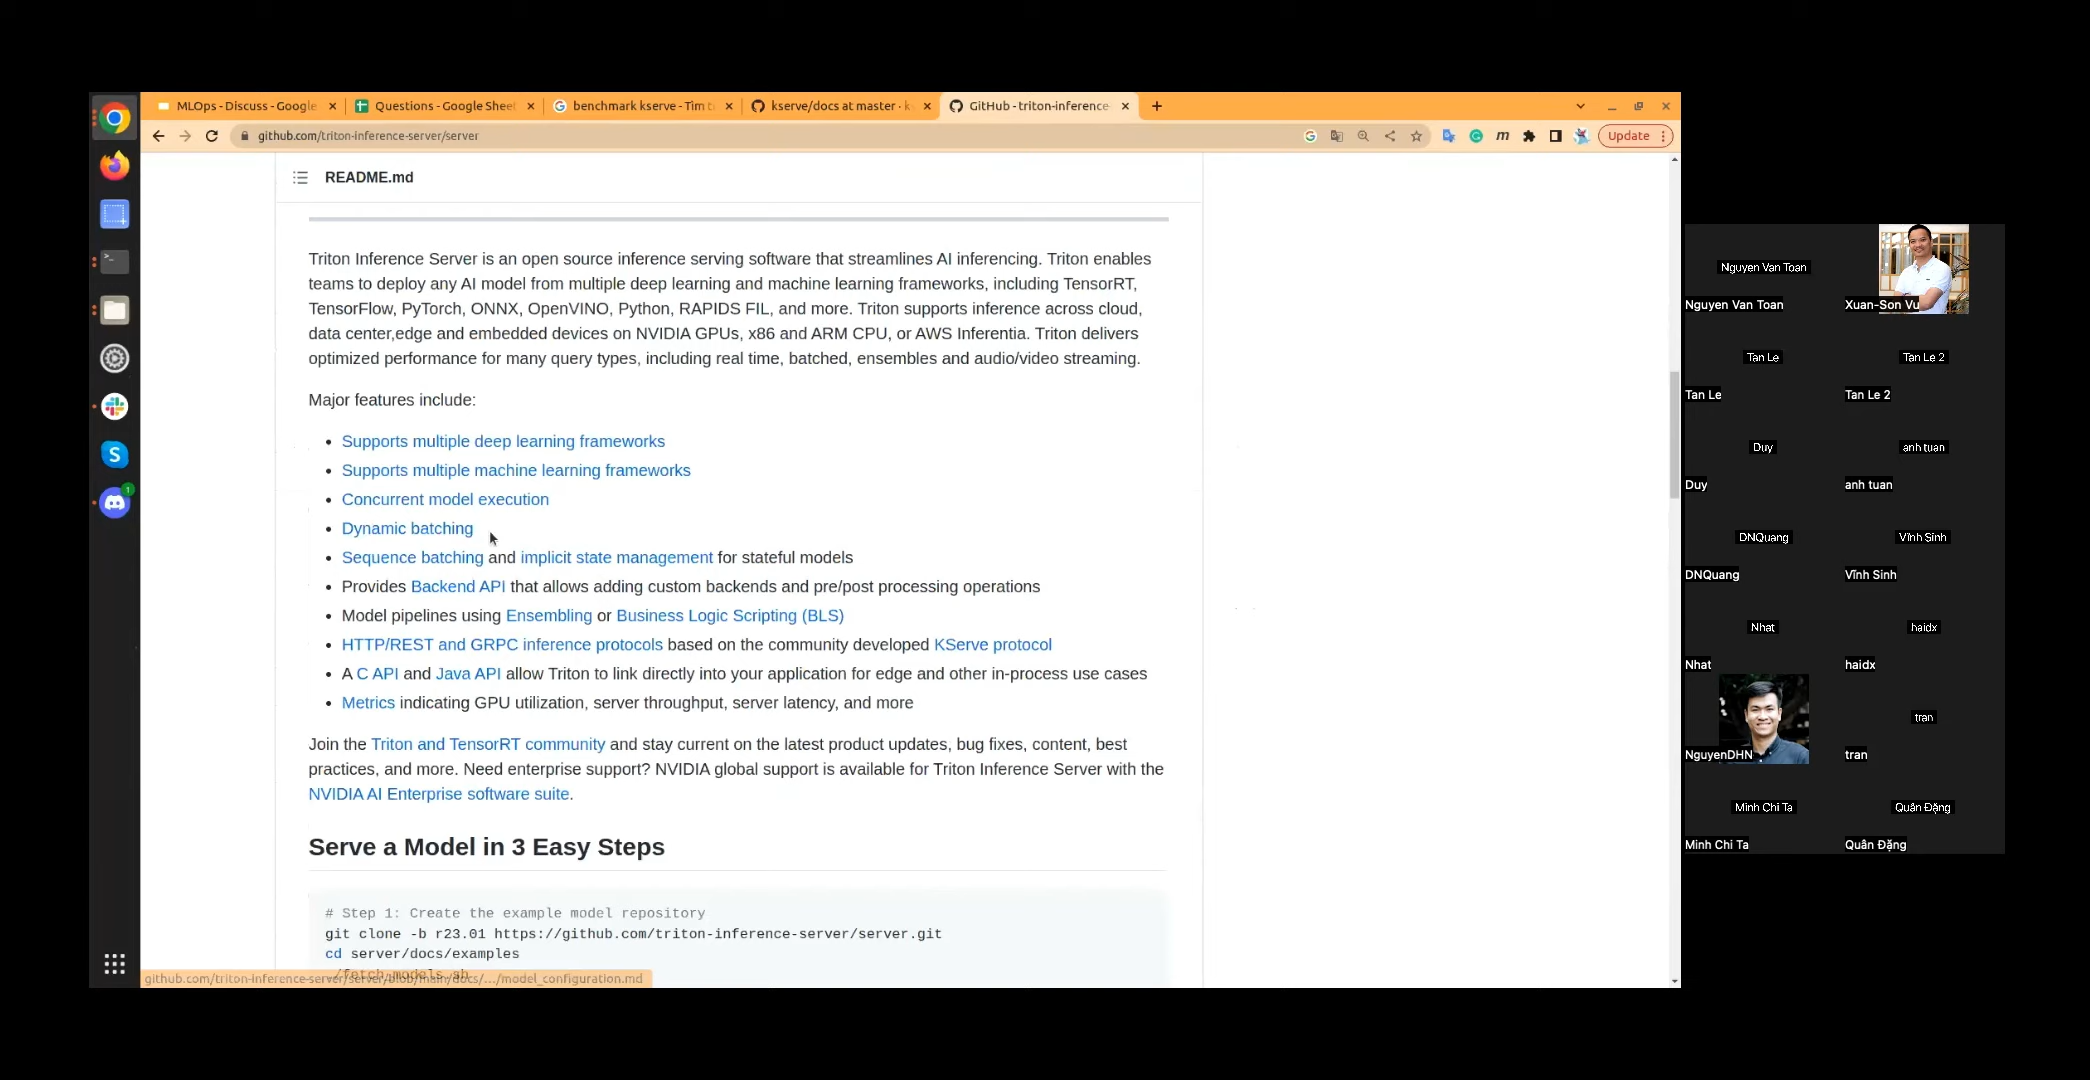 MLOps - Discuss - Google
Questions - Google Sheet
benchmark kserve - Tìm t
kserve/docs at master · k
GitHub - triton-inference-
github.com/triton-inference-server/server
Update
README.md
Triton Inference Server is an open source inference serving software that streamlines AI inferencing. Triton enables
teams to deploy any AI model from multiple deep learning and machine learning frameworks, including TensorRT,
TensorFlow, PyTorch, ONNX, OpenVINO, Python, RAPIDS FIL, and more. Triton supports inference across cloud,
data center,edge and embedded devices on NVIDIA GPUs, x86 and ARM CPU, or AWS Inferentia. Triton delivers
optimized performance for many query types, including real time, batched, ensembles and audio/video streaming.
Major features include:
• Supports multiple deep learning frameworks
• Supports multiple machine learning frameworks
• Concurrent model execution
• Dynamic batching
• Sequence batching and implicit state management for stateful models
• Provides Backend API that allows adding custom backends and pre/post processing operations
• Model pipelines using Ensembling or Business Logic Scripting (BLS)
• HTTP/REST and GRPC inference protocols based on the community developed KServe protocol
• A C API and Java API allow Triton to link directly into your application for edge and other in-process use cases
• Metrics indicating GPU utilization, server throughput, server latency, and more
Join the Triton and TensorRT community and stay current on the latest product updates, bug fixes, content, best
practices, and more. Need enterprise support? NVIDIA global support is available for Triton Inference Server with the
NVIDIA AI Enterprise software suite.
Serve a Model in 3 Easy Steps
# Step 1: Create the example model repository
git clone -b r23.01 https://github.com/triton-inference-server/server.git
cd server/docs/examples
./fetch_models.sh
github.com/triton-inference-server/server/blob/main/docs/.../model_configuration.md
Nguyen Van Toan
Nguyen Van Toan
Xuan-Son Vu
Tan Le
Tan Le 2
Tan Le
Tan Le 2
Duy
anh tuan
Duy
anh tuan
DNQuang
Vĩnh Sinh
DNQuang
Vĩnh Sinh
Nhat
haidx
Nhat
haidx
tran
NguyenDHN
tran
Minh Chi Ta
Quân Đặng
Minh Chi Ta
Quân Đặng